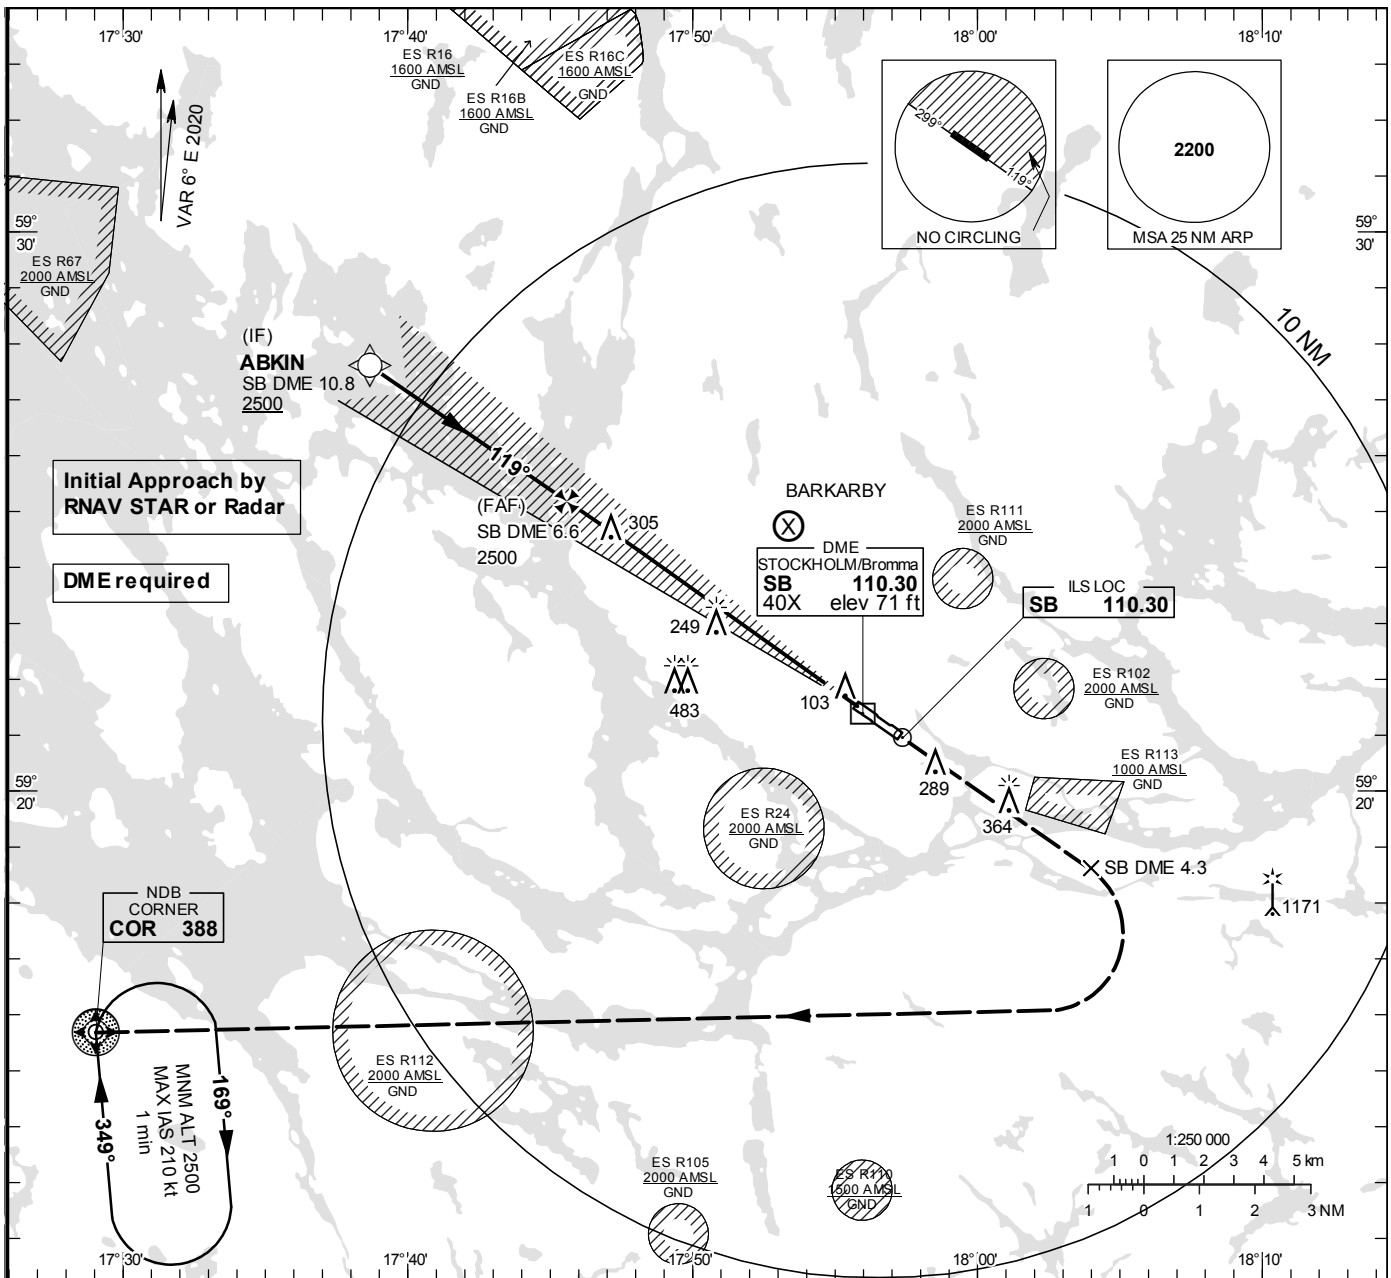 17°30'
17°40'
17°50'
18°00'
18°10'
ES R16
1600 AMSL
GND
ES R16B
1600 AMSL
GND
ES R16C
1600 AMSL
GND
VAR 6° E 2020
299°
119°
NO CIRCLING
2200
MSA 25 NM ARP
59°
30'
59°
30'
ES R67
2000 AMSL
GND
10 NM
(IF)
ABKIN
SB DME 10.8
2500
119°
Initial Approach by
RNAV STAR or Radar
(FAF)
SB DME 6.6
2500
305
BARKARBY
X
ES R111
2000 AMSL
GND
DME required
DME
STOCKHOLM/Bromma
SB 110.30
40X elev 71 ft
ILS LOC
SB 110.30
249
483
103
ES R102
2000 AMSL
GND
289
364
ES R113
1000 AMSL
GND
59°
20'
59°
20'
ES R24
2000 AMSL
GND
SB DME 4.3
1171
NDB
CORNER
COR 388
ES R112
2000 AMSL
GND
349°
169°
MNM ALT 2500
MAX IAS 210 kt
1 min
ES R105
2000 AMSL
GND
ES R110
1500 AMSL
GND
1:250 000
1 0 1 2 3 4 5 km
1 0 1 2 3 NM
17°30'
17°40'
17°50'
18°00'
18°10'